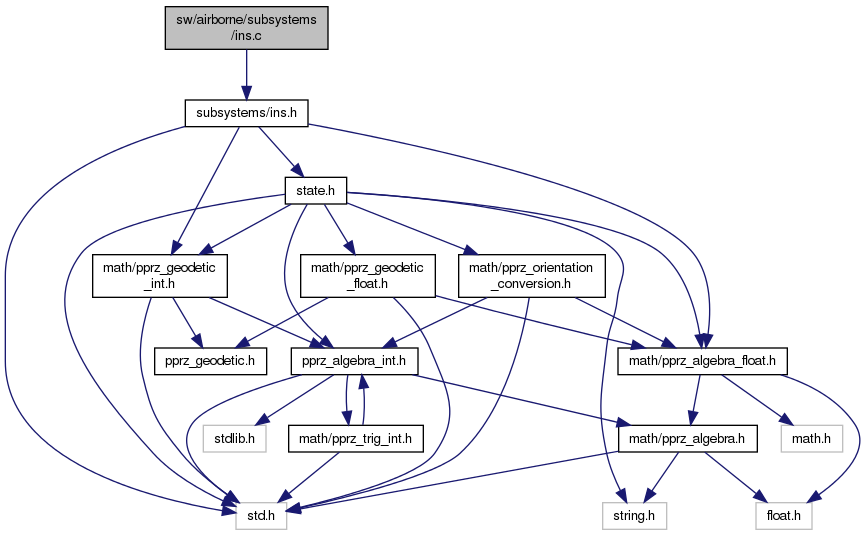 sw/airborne/subsystems
/ins.c
subsystems/ins.h
state.h
math/pprz_geodetic
_int.h
math/pprz_geodetic
_float.h
math/pprz_orientation
_conversion.h
pprz_geodetic.h
pprz_algebra_int.h
math/pprz_algebra_float.h
stdlib.h
math/pprz_trig_int.h
math/pprz_algebra.h
math.h
std.h
string.h
float.h